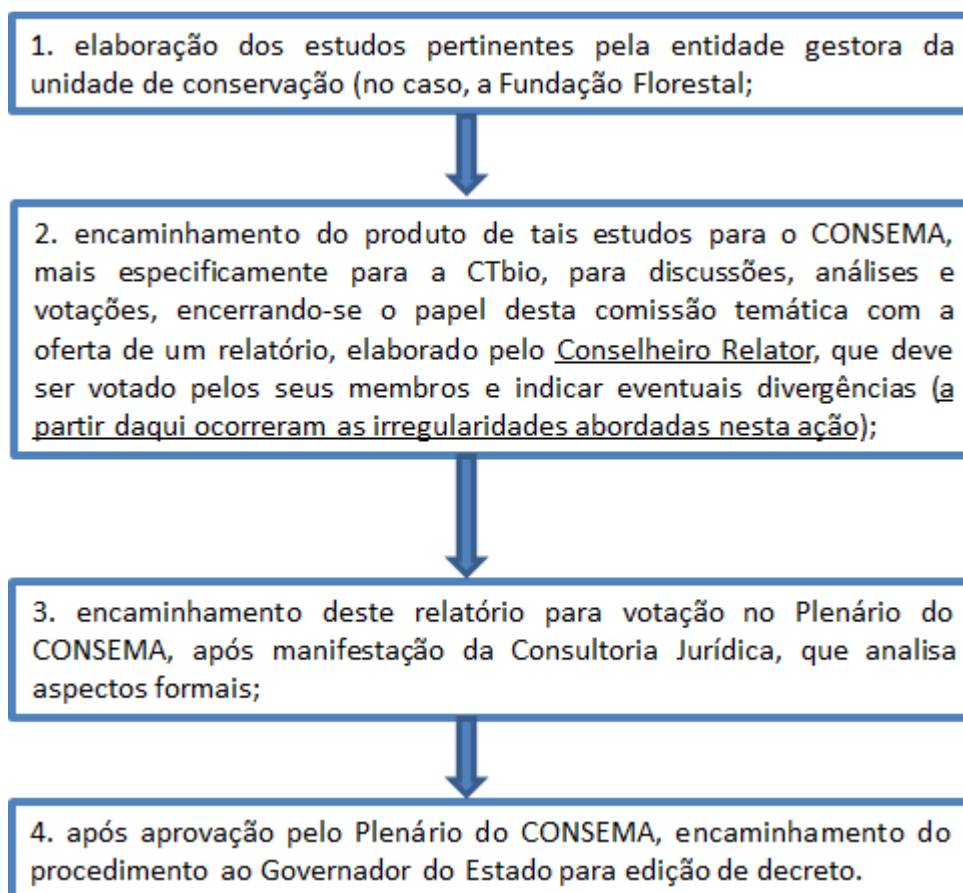 1. elaboração dos estudos pertinentes pela entidade gestora da
unidade de conservação (no caso, a Fundação Florestal;
2. encaminhamento do produto de tais estudos para o CONSEMA,
mais especificamente para a CTbio, para discussões, análises e
votações, encerrando-se o papel desta comissão temática com a
oferta de um relatório, elaborado pelo Conselheiro Relator, que deve
ser votado pelos seus membros e indicar eventuais divergências (a
partir daqui ocorreram as irregularidades abordadas nesta ação);
3. encaminhamento deste relatório para votação no Plenário do
CONSEMA, após manifestação da Consultoria Jurídica, que analisa
aspectos formais;
4. após aprovação pelo Plenário do CONSEMA, encaminhamento do
procedimento ao Governador do Estado para edição de decreto.